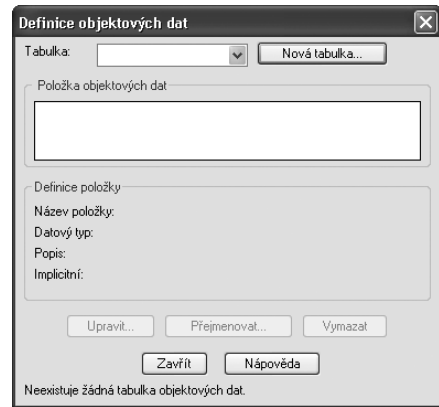 Definice objektových dat
Tabulka: Nová tabulka...
Položka objektových dat
Definice položky
Název položky:
Datový typ:
Popis:
Implicitní:
Upravit... Přejmenovat... Vymazat
Zavřít Nápověda
Neexistuje žádná tabulka objektových dat.